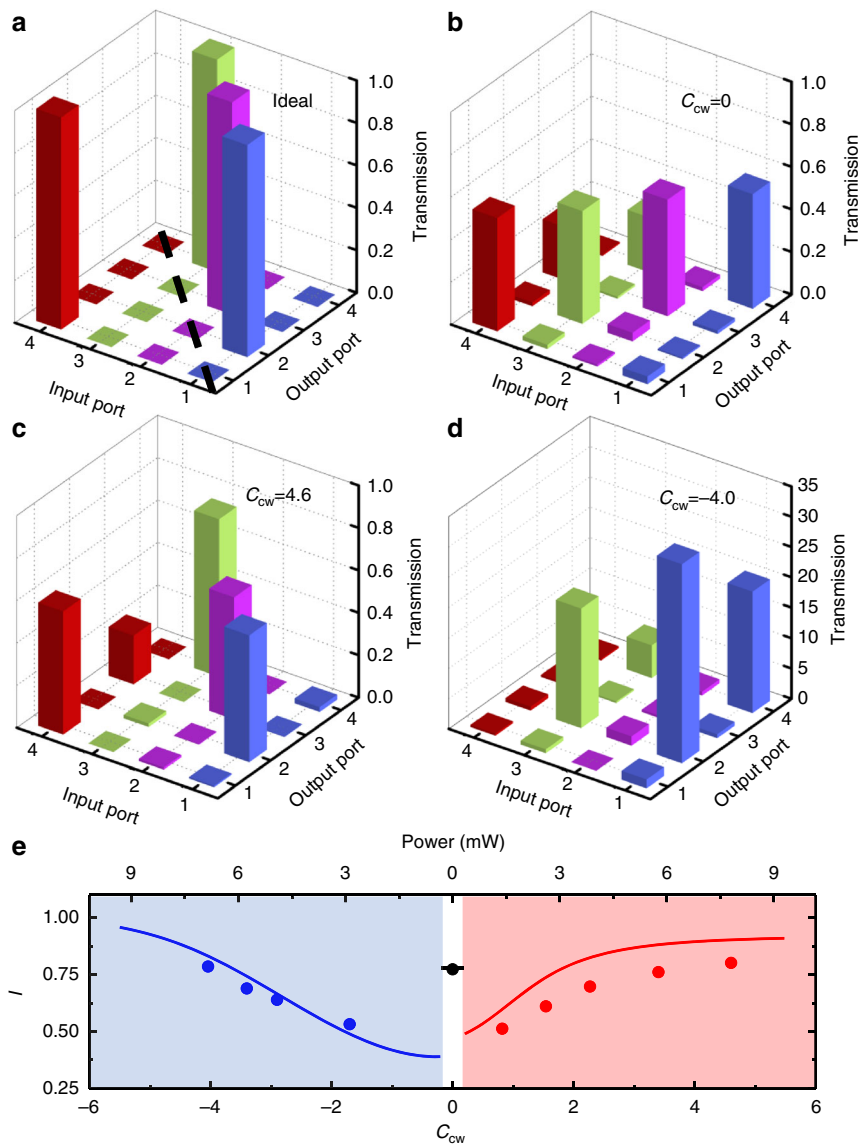 a
Ideal
1.0
0.8
0.6
0.4
0.2
0.0
Transmission
4
3
2
1
Input port
1
2
3
4
Output port
b
C_cw=0
1.0
0.8
0.6
0.4
0.2
0.0
Transmission
4
3
2
1
Input port
1
2
3
4
Output port
c
C_cw=4.6
1.0
0.8
0.6
0.4
0.2
0.0
Transmission
4
3
2
1
Input port
1
2
3
4
Output port
d
C_cw=–4.0
35
30
25
20
15
10
5
0
Transmission
4
3
2
1
Input port
1
2
3
4
Output port
e
Power (mW)
9 6 3 0 3 6 9
1.00
0.75
0.50
0.25
I
–6 –4 –2 0 2 4 6
C_cw